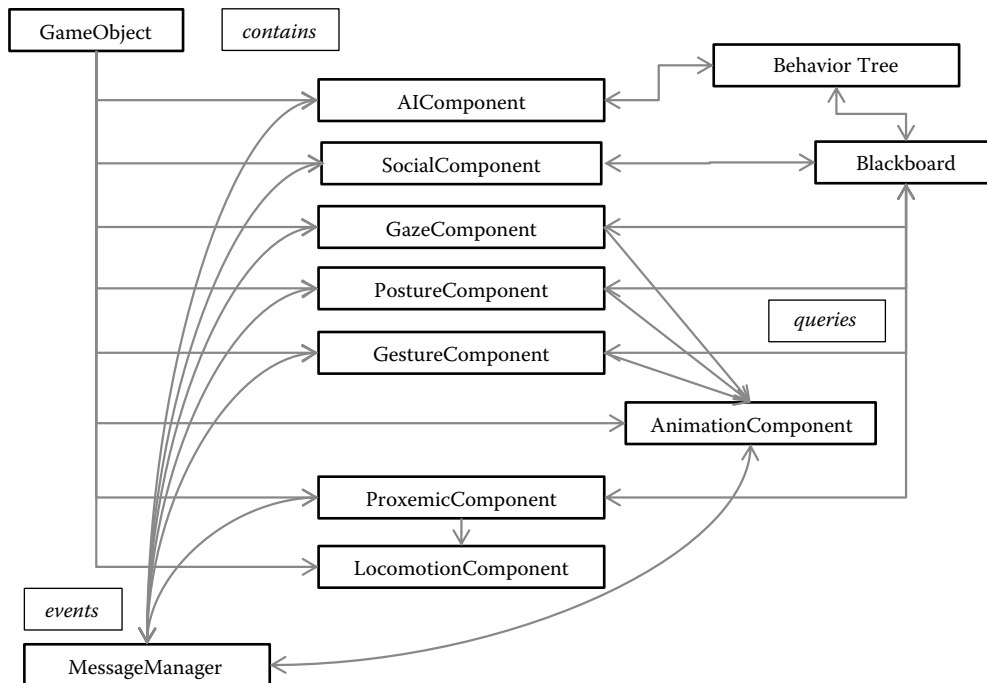 GameObject
contains
Behavior Tree
AIComponent
SocialComponent
Blackboard
GazeComponent
PostureComponent
queries
GestureComponent
AnimationComponent
ProxemicComponent
LocomotionComponent
events
MessageManager